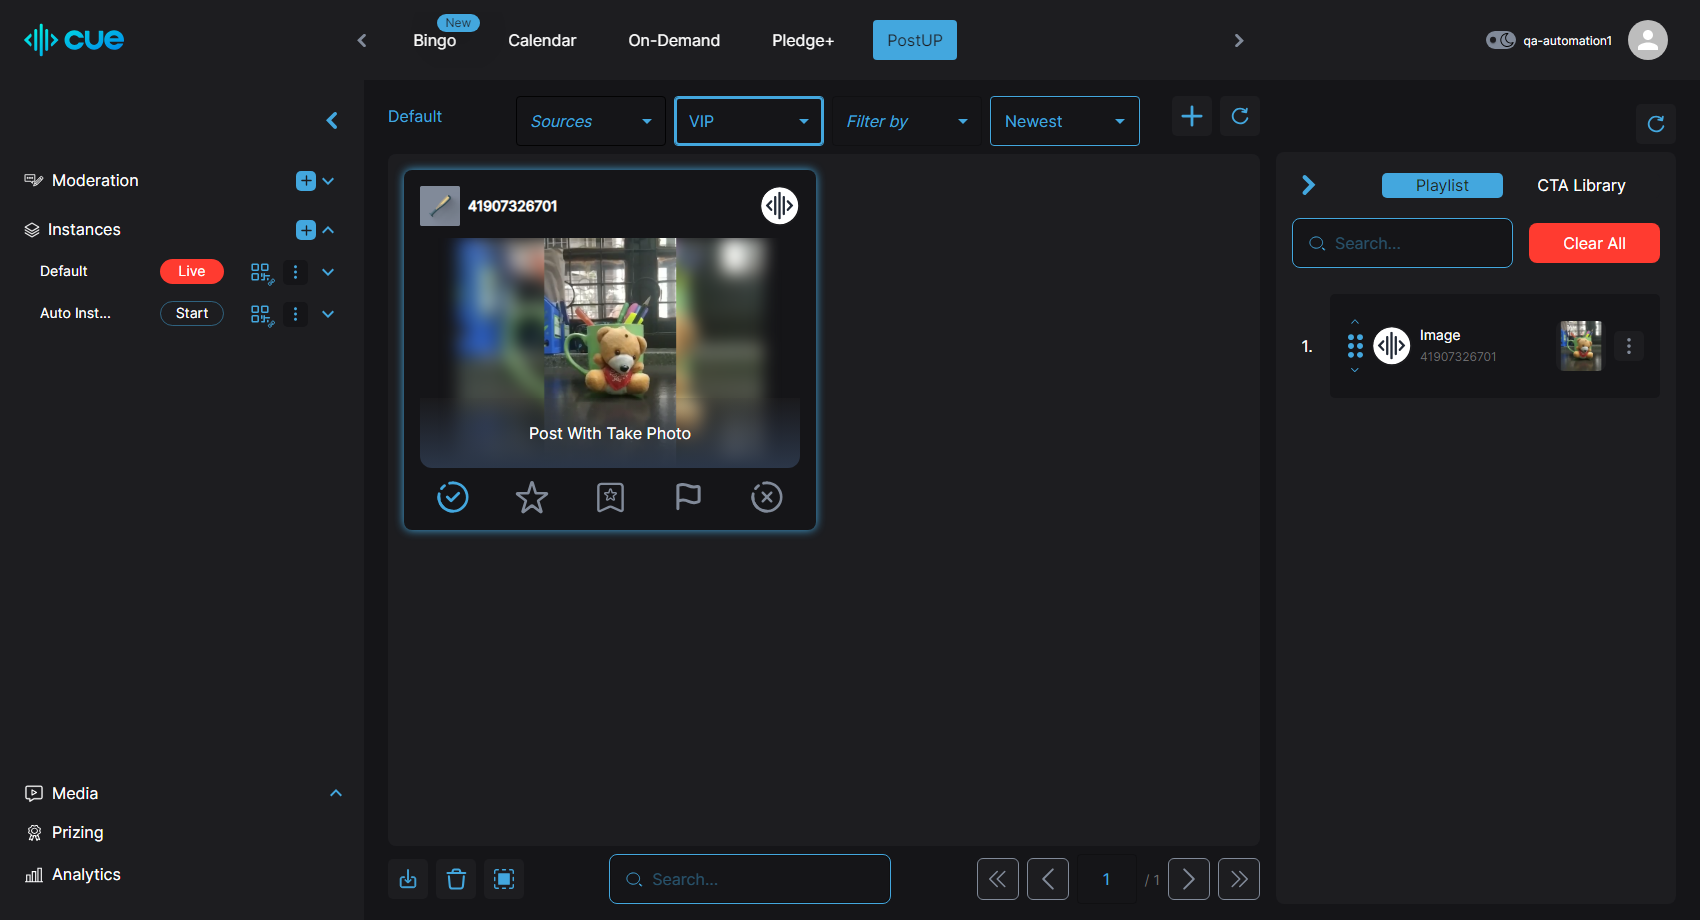 cue
New
Bingo
Calendar
On-Demand
Pledge+
PostUP
qa-automation1
Default
Sources
VIP
Filter by
Newest
Moderation
Instances
Default
Live
Auto Inst...
Start
Media
Prizing
Analytics
41907326701
Post With Take Photo
Search...
1
/ 1
Playlist
CTA Library
Search...
Clear All
1.
Image
41907326701